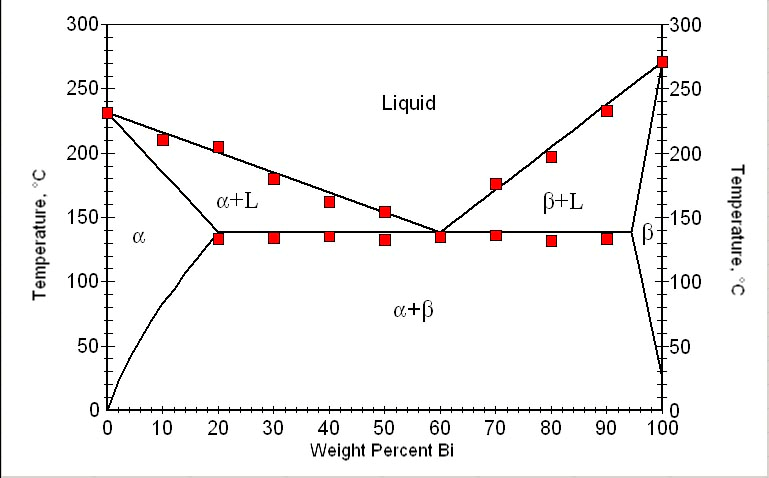 300
250
200
150
100
50
0
Temperature, °C
Liquid
α+L
β+L
α
β
α+β
300
250
200
150
100
50
0
Temperature, °C
0 10 20 30 40 50 60 70 80 90 100
Weight Percent Bi